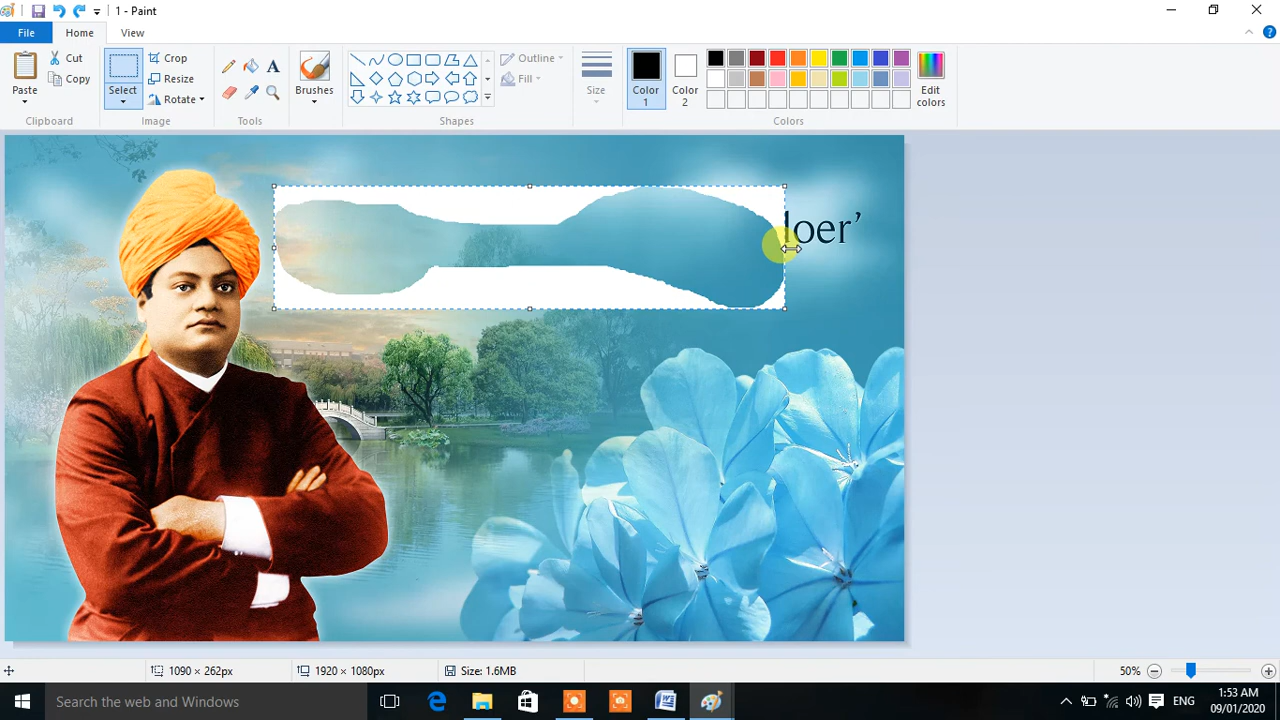 1 - Paint
File
Home
View
Paste
Cut
Copy
Clipboard
Select
Crop
Resize
Rotate
Image
Tools
Brushes
Shapes
Outline
Fill
Size
Color 1
Color 2
Edit colors
Colors
loer’
1090 × 262px
1920 × 1080px
Size: 1.6MB
50%
Search the web and Windows
ENG
1:53 AM
09/01/2020